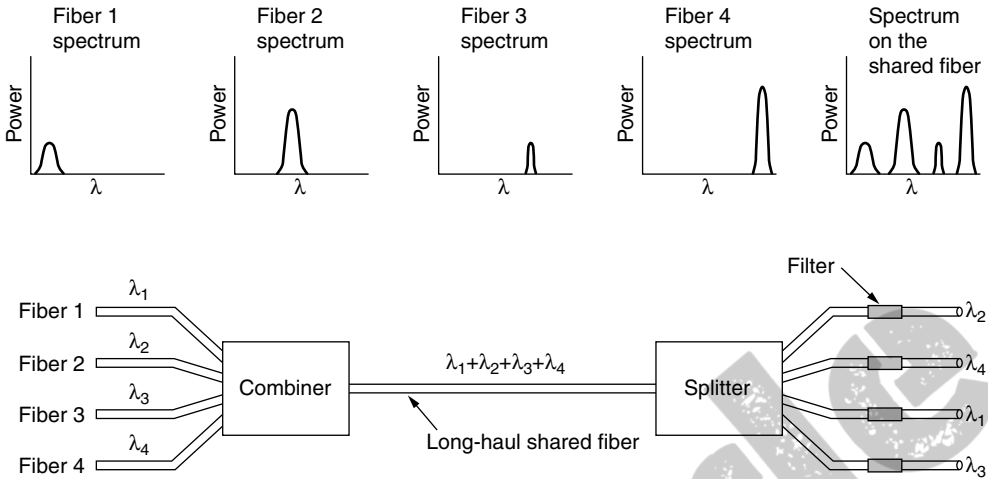 Fiber 1
spectrum
Fiber 2
spectrum
Fiber 3
spectrum
Fiber 4
spectrum
Spectrum
on the
shared fiber
Power
Power
Power
Power
Power
λ
λ
λ
λ
λ
Filter
Fiber 1
λ1
λ2
Fiber 2
λ2
λ4
Combiner
λ1+λ2+λ3+λ4
Splitter
Fiber 3
λ3
λ1
Long-haul shared fiber
Fiber 4
λ4
λ3